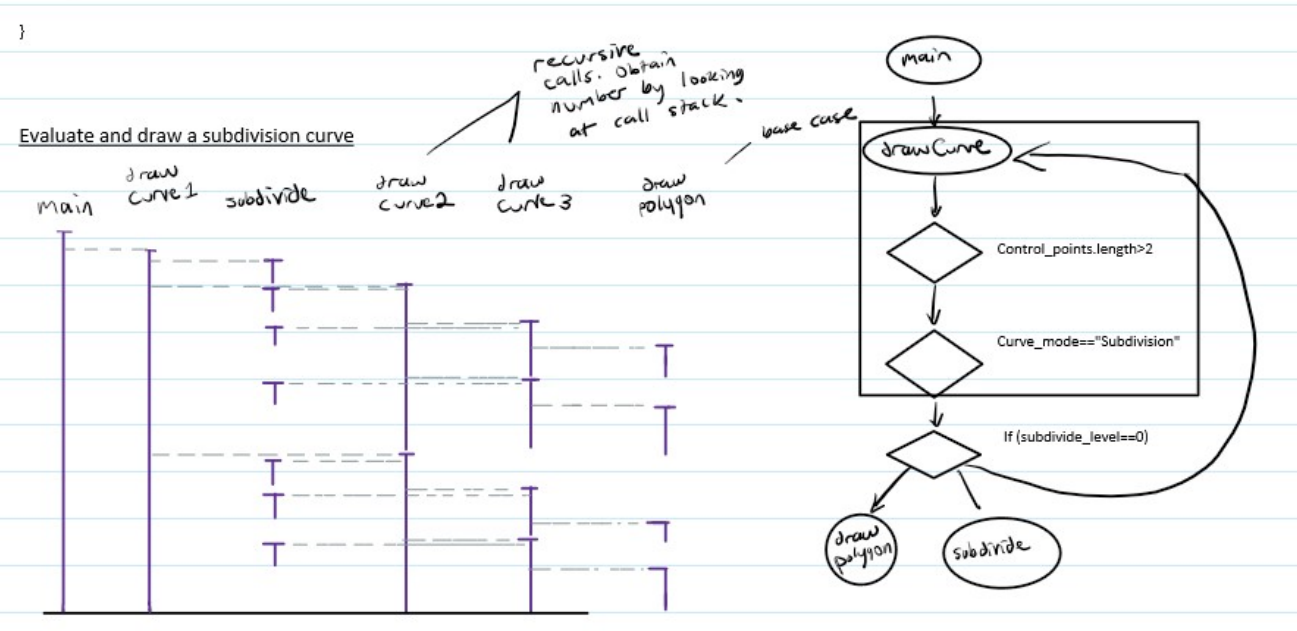 }
recursive
calls. Obtain
number by looking
at call stack.
base case
Evaluate and draw a subdivision curve
main
draw
curve1
subdivide
draw
curve2
draw
curve 3
draw
polygon
main
drawCurve
Control_points.length>2
Curve_mode=="Subdivision"
If (subdivide_level==0)
draw
polygon
subdivide